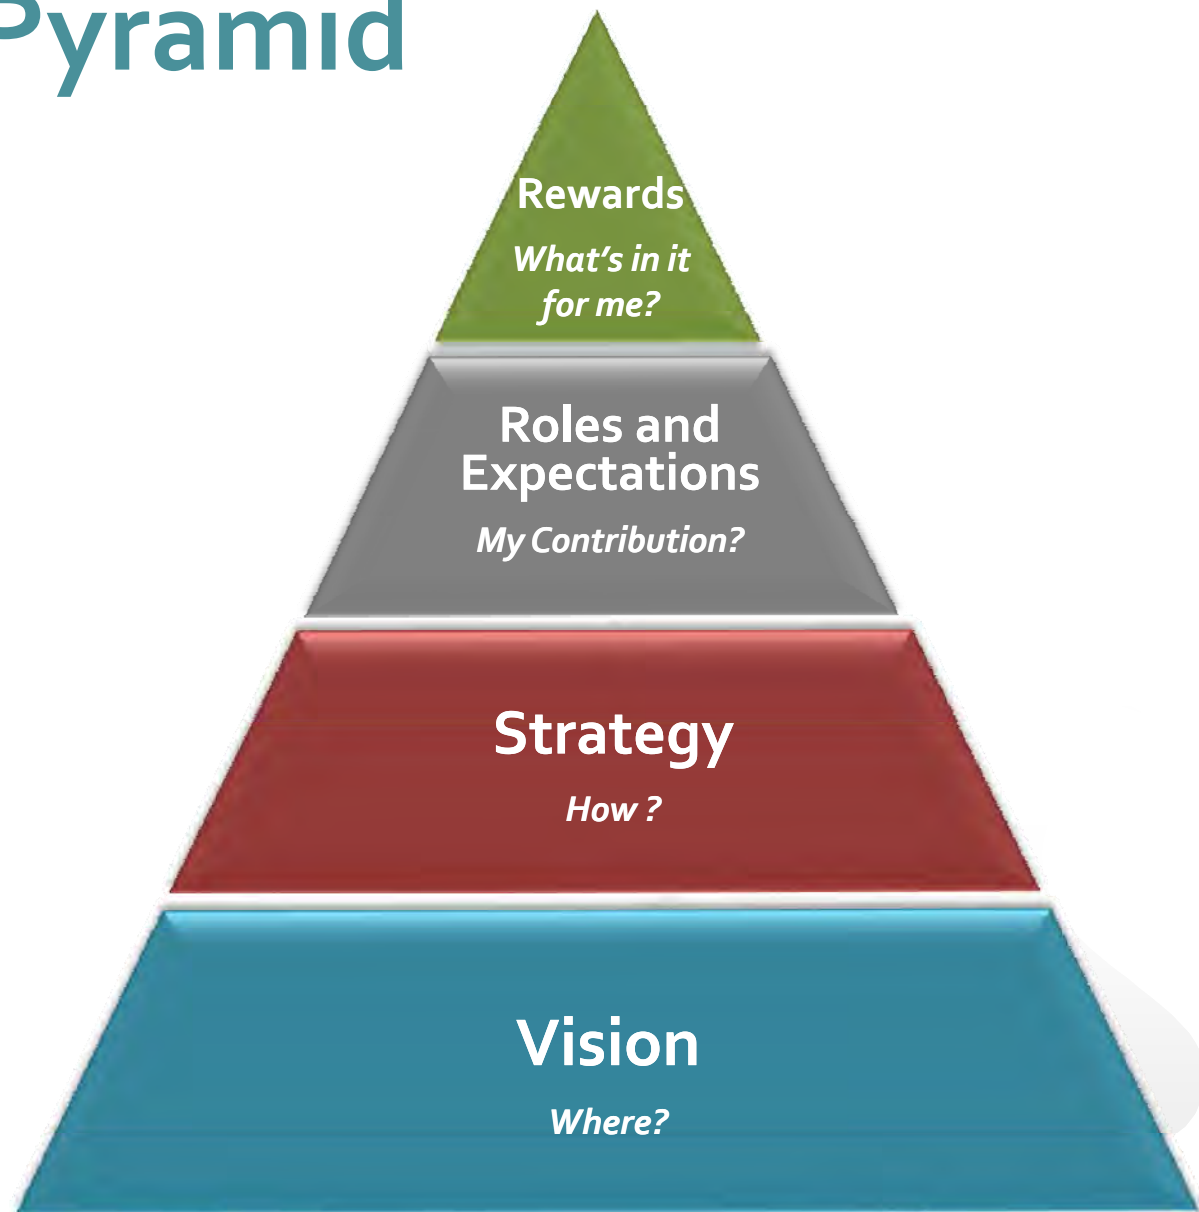 Pyramid
Rewards
What's in it
for me?
Roles and
Expectations
My Contribution?
Strategy
How ?
Vision
Where?